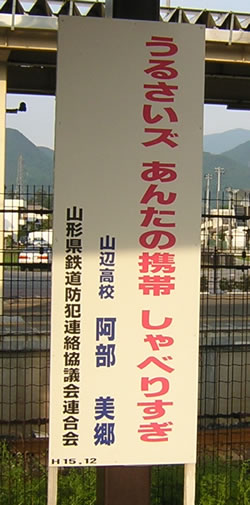 うるさいズ あんたの携帯 しゃべりすぎ
山辺高校 阿部 美郷
山形県鉄道防犯連絡協議会連合会
H15.12